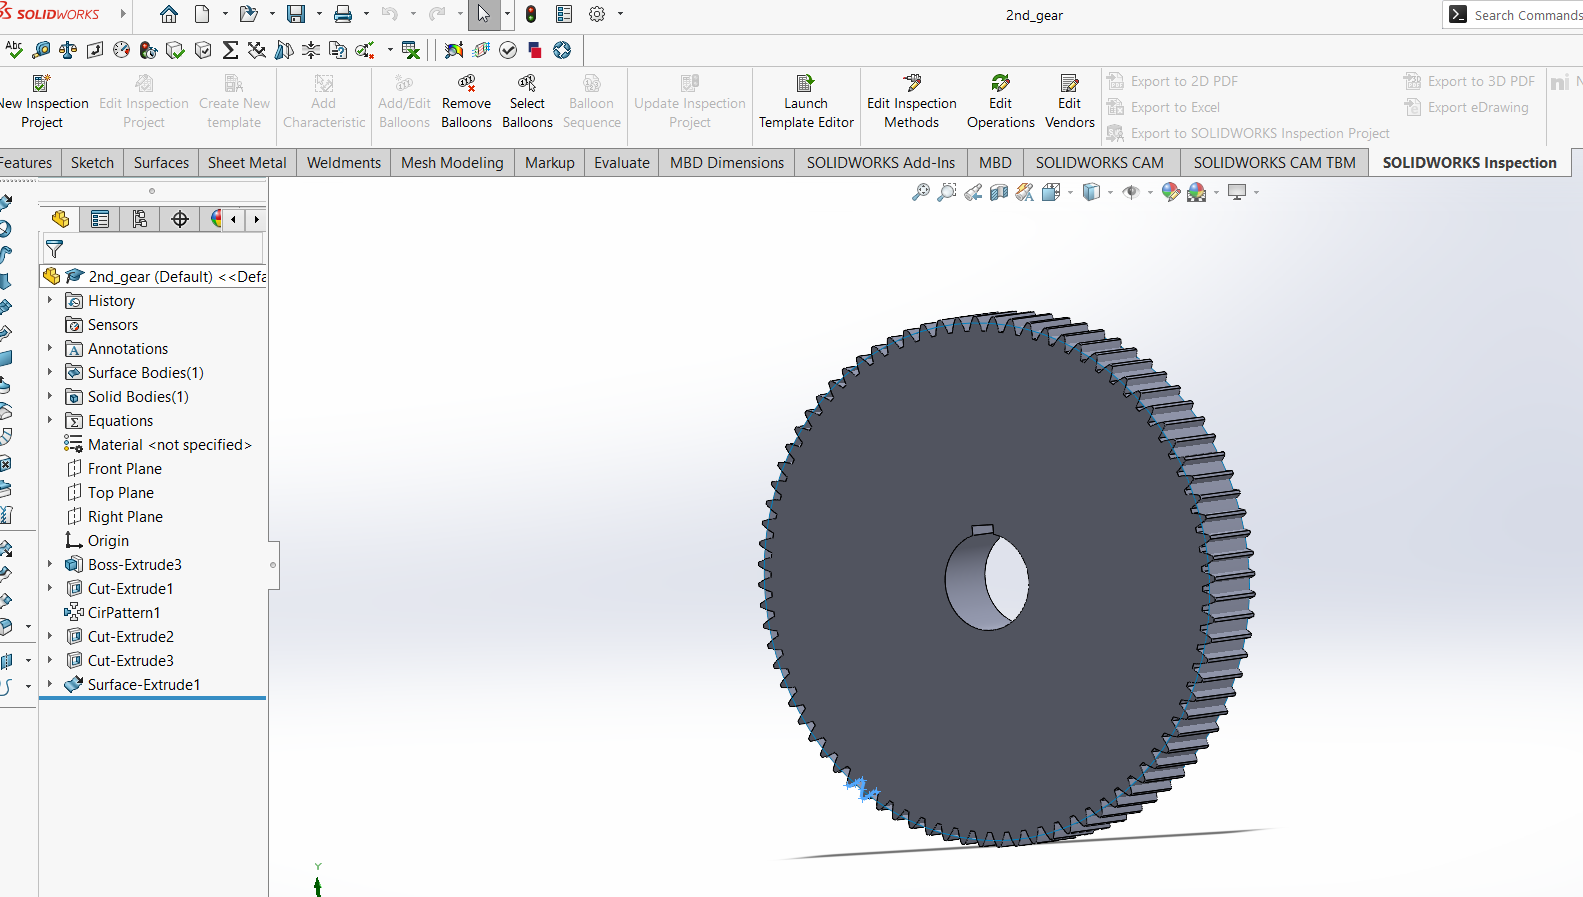 SOLIDWORKS
2nd_gear
Search Commands
New Inspection Project
Edit Inspection Project
Create New template
Add Characteristic
Add/Edit Balloons
Remove Balloons
Select Balloons
Balloon Sequence
Update Inspection Project
Launch Template Editor
Edit Inspection Methods
Edit Operations
Edit Vendors
Export to 2D PDF
Export to Excel
Export to SOLIDWORKS Inspection Project
Export to 3D PDF
Export eDrawing
Features Sketch Surfaces Sheet Metal Weldments Mesh Modeling Markup Evaluate MBD Dimensions SOLIDWORKS Add-Ins MBD SOLIDWORKS CAM SOLIDWORKS CAM TBM SOLIDWORKS Inspection
2nd_gear (Default) <<Defa
History
Sensors
Annotations
Surface Bodies(1)
Solid Bodies(1)
Equations
Material <not specified>
Front Plane
Top Plane
Right Plane
Origin
Boss-Extrude3
Cut-Extrude1
CirPattern1
Cut-Extrude2
Cut-Extrude3
Surface-Extrude1
Y